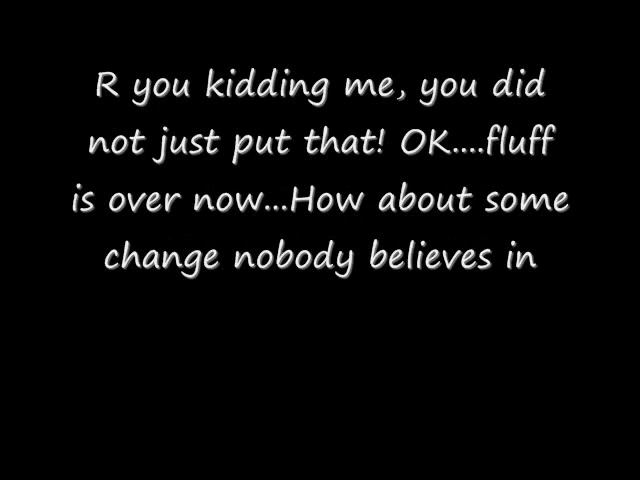 R you kidding me, you did
not just put that! OK....fluff
is over now...How about some
change nobody believes in